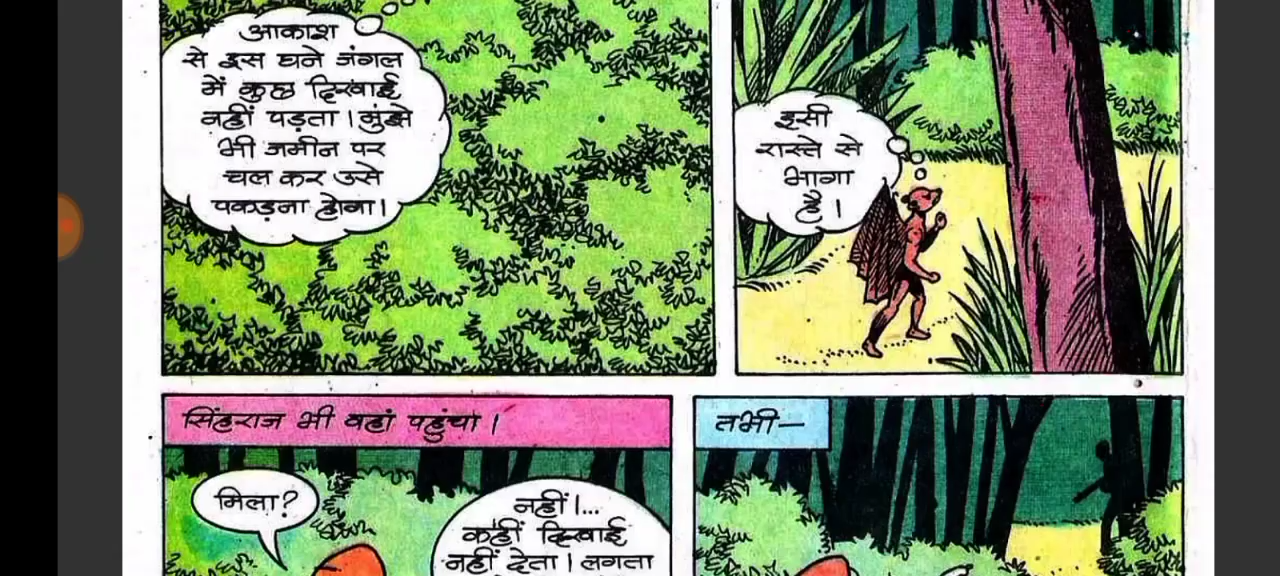 आकाश
से इस घने जंगल
में कुछ दिखाई
नहीं पड़ता। मुझे
भी जमीन पर
चल कर उसे
पकड़ना होगा।
इसी
रास्ते से
भागा
है।
सिंहराज भी वहां पहुंचा।
मिला?
नहीं।...
कहीं दिखाई
नहीं देता। लगता
तभी—